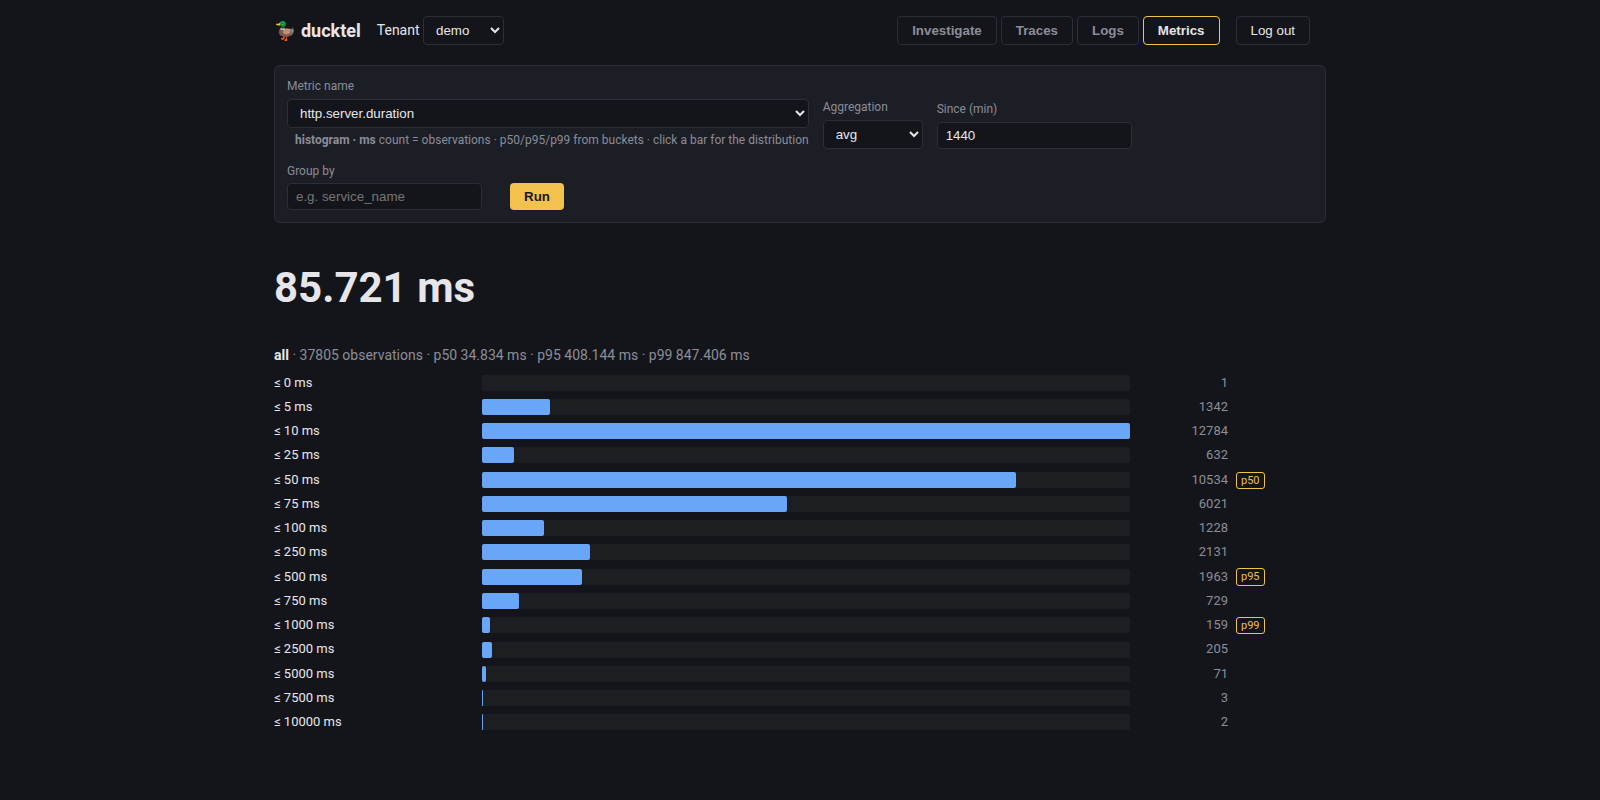 ducktel Tenant demo Investigate Traces Logs Metrics Log out
Metric name
http.server.duration
histogram · ms count = observations · p50/p95/p99 from buckets · click a bar for the distribution
Aggregation
avg
Since (min)
1440
Group by
e.g. service_name
Run
85.721 ms
all · 37805 observations · p50 34.834 ms · p95 408.144 ms · p99 847.406 ms
≤ 0 ms 1
≤ 5 ms 1342
≤ 10 ms 12784
≤ 25 ms 632
≤ 50 ms 10534 p50
≤ 75 ms 6021
≤ 100 ms 1228
≤ 250 ms 2131
≤ 500 ms 1963 p95
≤ 750 ms 729
≤ 1000 ms 159 p99
≤ 2500 ms 205
≤ 5000 ms 71
≤ 7500 ms 3
≤ 10000 ms 2